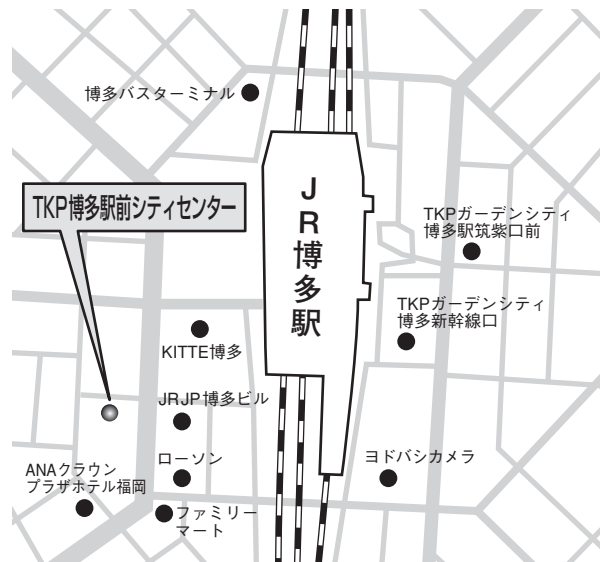 博多バスターミナル
TKP博多駅前シティセンター
JR博多駅
TKPガーデンシティ
博多駅筑紫口前
TKPガーデンシティ
博多新幹線口
KITTE博多
JRJP博多ビル
ローソン
ヨドバシカメラ
ANAクラウン
プラザホテル福岡
ファミリー
マート